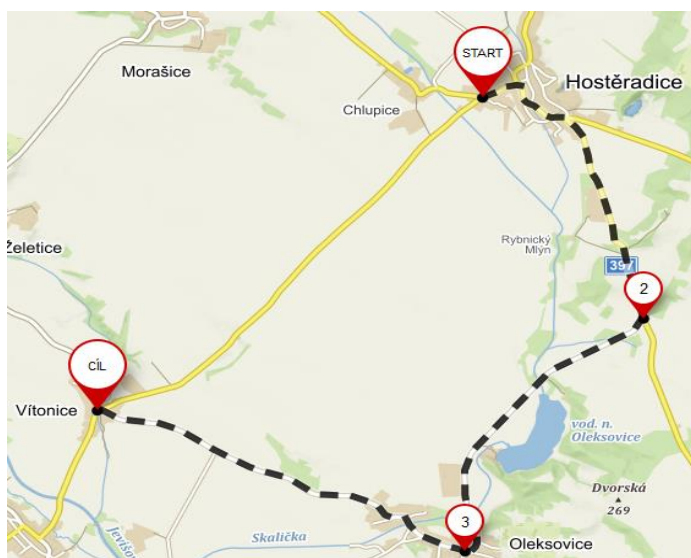 START
Morašice
Hostěradice
Chlupice
Želetice
Rybnický
Mlýn
397
2
CÍL
Vítonice
vod. n.
Oleksovice
Dvorská
269
3
Skalička
Oleksovice